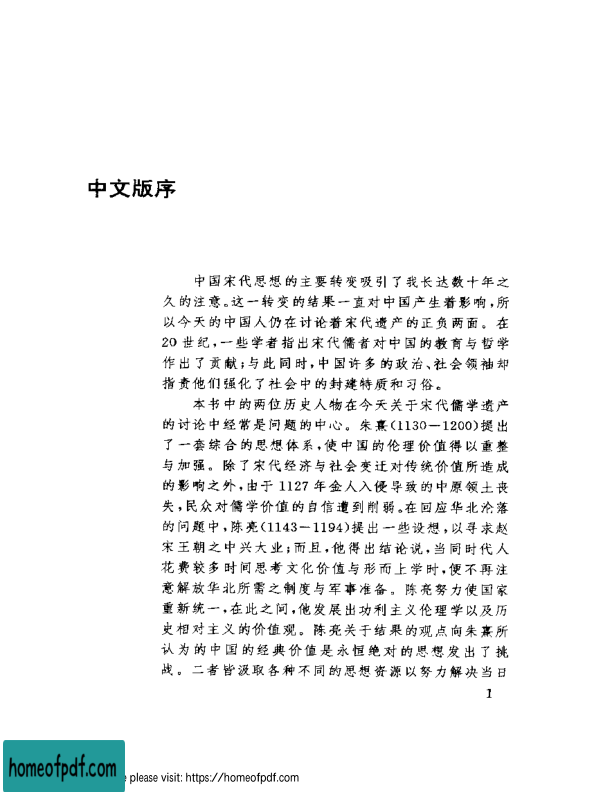 中文版序
中国宋代思想的主要转变吸引了我长达数十年之
久的注意。这一转变的结果一直对中国产生着影响,所
以今天的中国人仍在讨论着宋代遗产的正负两面。在
20世纪,一些学者指出宋代儒者对中国的教育与哲学
作出了贡献;与此同时,中国许多的政治、社会领袖却
指责他们强化了社会中的封建特质和习俗。
本书中的两位历史人物在今天关于宋代儒学遗产
的讨论中经常是问题的中心。朱熹(1130—1200)提出
了一套综合的思想体系,使中国的伦理价值得以重整
与加强。除了宋代经济与社会变迁对传统价值所造成
的影响之外,由于1127年金人入侵导致的中原领土丧
失,民众对儒学价值的自信遭到削弱。在回应华北沦落
的问题中,陈亮(1143—1194)提出一些设想,以寻求赵
宋王朝之中兴大业;而且,他得出结论说,当同时代人
花费较多时间思考文化价值与形而上学时,便不再注
意解放华北所需之制度与军事准备。陈亮努力使国家
重新统一,在此之间,他发展出功利主义伦理学以及历
史相对主义的价值观。陈亮关于结果的观点向朱熹所
认为的中国的经典价值是永恒绝对的思想发出了挑
战。二者皆汲取各种不同的思想资源以努力解决当日
1
homeofpdf.com
e please visit: https://homeofpdf.com